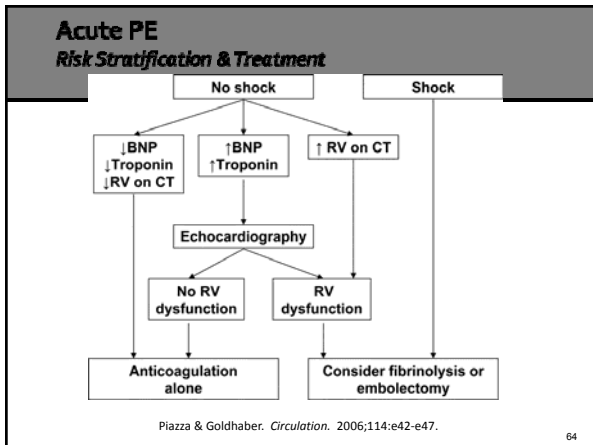 Acute PE
Risk Stratification & Treatment
No shock
Shock
↓BNP
↓Troponin
↓RV on CT
↑BNP
↑Troponin
↑ RV on CT
Echocardiography
No RV
dysfunction
RV
dysfunction
Anticoagulation
alone
Consider fibrinolysis or
embolectomy
Piazza & Goldhaber. Circulation. 2006;114:e42-e47.
64